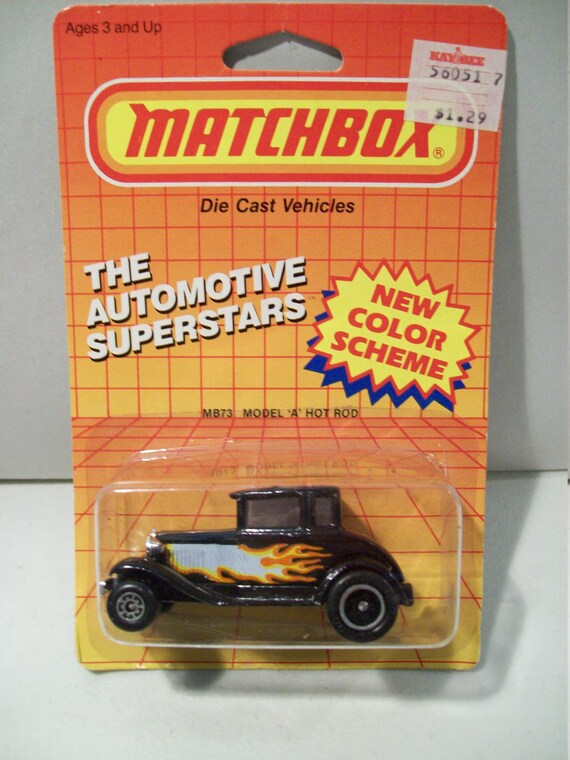 Ages 3 and Up
KAY BEE
56051 7
$1.29
MATCHBOX®
Die Cast Vehicles
THE
AUTOMOTIVE
SUPERSTARS™
NEW
COLOR
SCHEME
MB73 MODEL 'A' HOT ROD